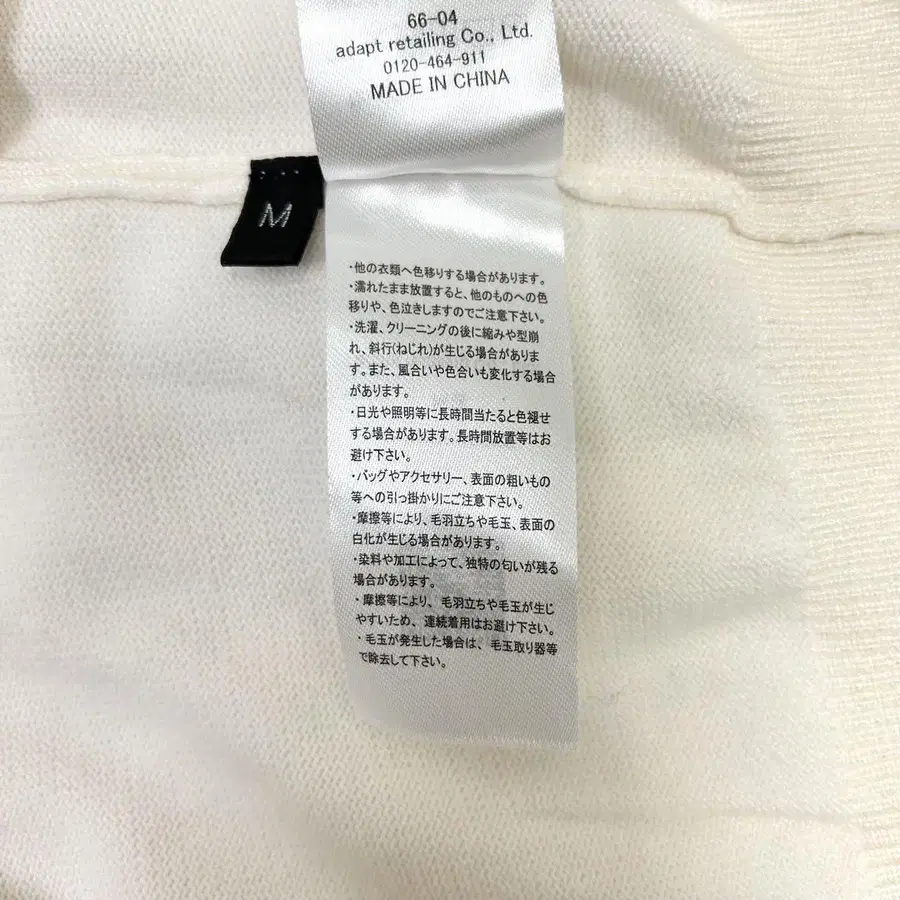 66-04
adapt retailing Co., Ltd.
0120-464-911
MADE IN CHINA
M
・他の衣類へ色移りする場合があります。
・濡れたまま放置すると、他のものへの色
移りや、色泣きしますのでご注意下さい。
・洗濯、クリーニングの後に縮みや型崩
れ、斜行(ねじれ)が生じる場合がありま
す。また、風合いや色合いも変化する場合
があります。
・日光や照明等に長時間当たると色褪せ
する場合があります。長時間放置等はお
避け下さい。
・バッグやアクセサリー、表面の粗いもの
等への引っ掛かりにご注意下さい。
・摩擦等により、毛羽立ちや毛玉、表面の
白化が生じる場合があります。
・染料や加工によって、独特の匂いが残る
場合があります。
・摩擦等により、毛羽立ちや毛玉が生じ
やすいため、連続着用はお避け下さい。
・毛玉が発生した場合は、毛玉取り器等
で除去して下さい。